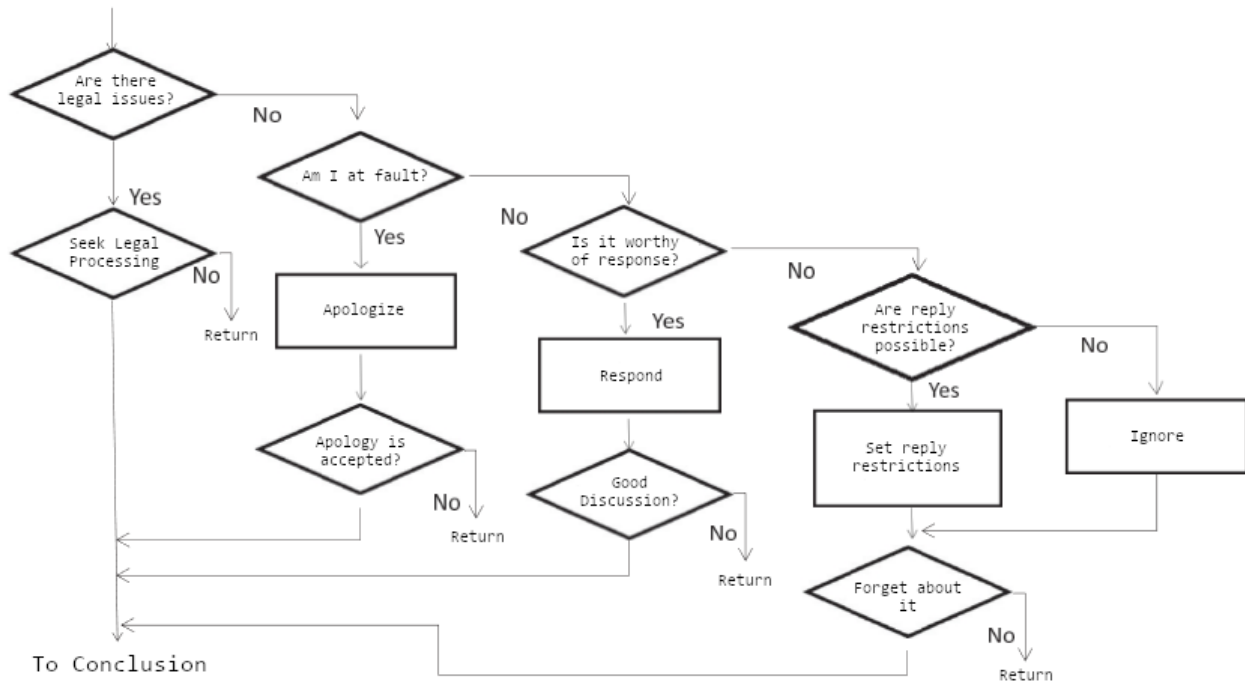 Are there
legal issues?
No
Yes
Am I at fault?
No
Yes
Seek Legal
Processing
No
Return
Is it worthy
of response?
No
Yes
Apologize
Are reply
restrictions
possible?
No
Yes
Respond
Apology is
accepted?
No
Return
Set reply
restrictions
Ignore
Good
Discussion?
No
Return
Forget about
it
No
Return
To Conclusion